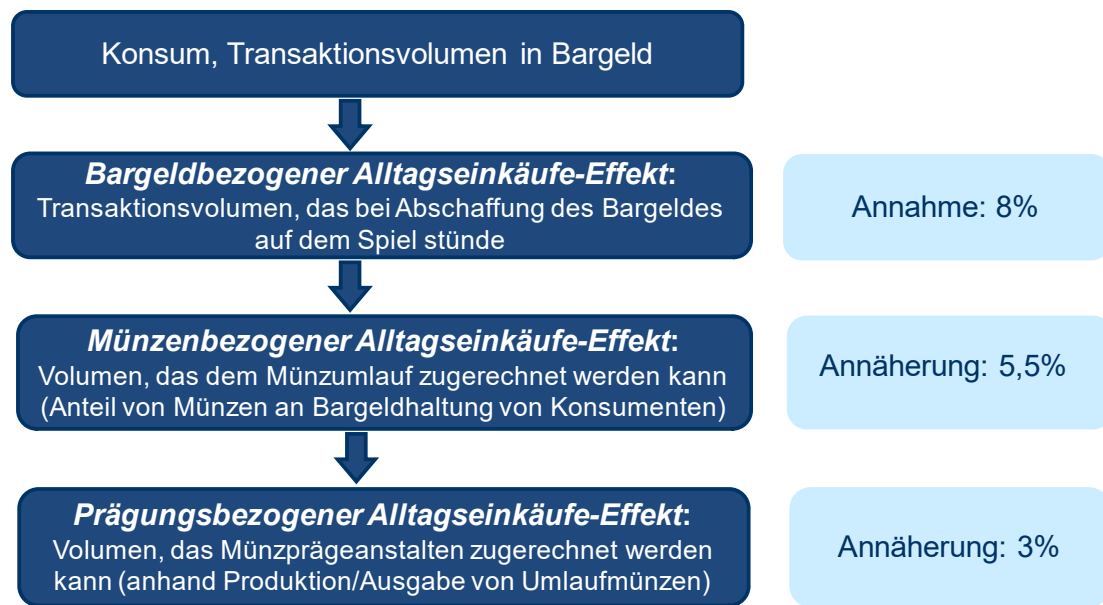 Konsum, Transaktionsvolumen in Bargeld
Bargeldbezogener Alltagseinkäufe-Effekt:
Transaktionsvolumen, das bei Abschaffung des Bargeldes
auf dem Spiel stünde
Annahme: 8%
Münzenbezogener Alltagseinkäufe-Effekt:
Volumen, das dem Münzumlauf zugerechnet werden kann
(Anteil von Münzen an Bargeldhaltung von Konsumenten)
Annäherung: 5,5%
Prägungsbezogener Alltagseinkäufe-Effekt:
Volumen, das Münzprägeanstalten zugerechnet werden
kann (anhand Produktion/Ausgabe von Umlaufmünzen)
Annäherung: 3%